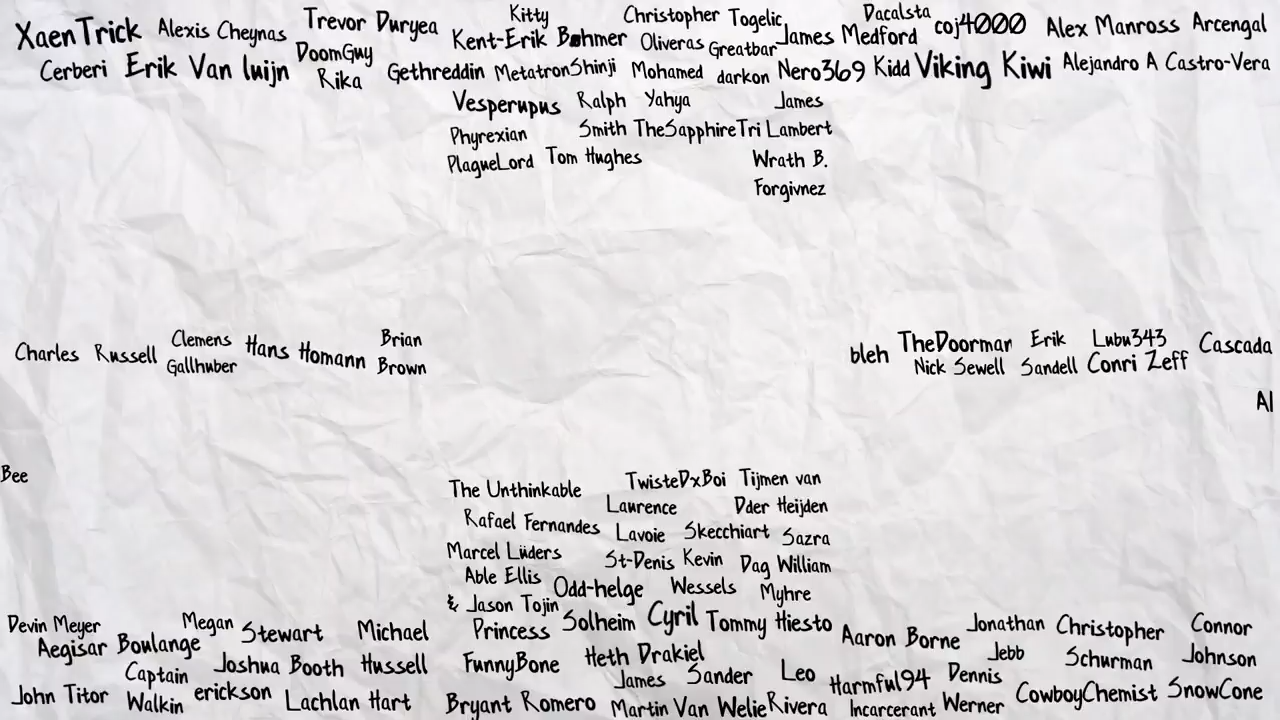 XaenTrick Alexis Cheynas Trevor Duryea Kitty Kent-Erik Bøhmer Christopher Oliveras Togelic Greatbar James Medford Dacalsta coj4000 Alex Manross Arcengal
Cerberi Erik Van luijn DoomGuy Rika Gethreddin MetatronShinji Mohamed darkon Nero369 Kidd Viking Kiwi Alejandro A Castro-Vera
Vesperupus Ralph Yahya James
Phyrexian Smith TheSapphireTri Lambert
PlagueLord Tom Hughes Wrath B.
Forgivnez
Charles Russell Clemens Gallhuber Hans Homann Brian Brown
bleh TheDoorman Nick Sewell Erik Sandell Lubu343 Conri Zeff Cascada
Al
Bee
The Unthinkable TwisteDxBoi Tijmen van
Rafael Fernandes Laurence Dder Heijden
Marcel Lüders Lavoie Skecchiart Sazra
Able Ellis St-Denis Kevin Dag William
& Jason Tojin Odd-helge Wessels Myhre
Devin Meyer Megan Stewart Michael Princess Solheim Cyril Tommy Hiesto Aaron Borne Jonathan Christopher Connor
Aegisar Boulange Joshua Booth Hussell FunnyBone Heth Drakiel Jebb Schurman Johnson
Captain James Sander Leo Harmful94 Dennis
John Titor Walkin erickson Lachlan Hart Bryant Romero Martin Van Welie Rivera Incarcerant Werner CowboyChemist SnowCone